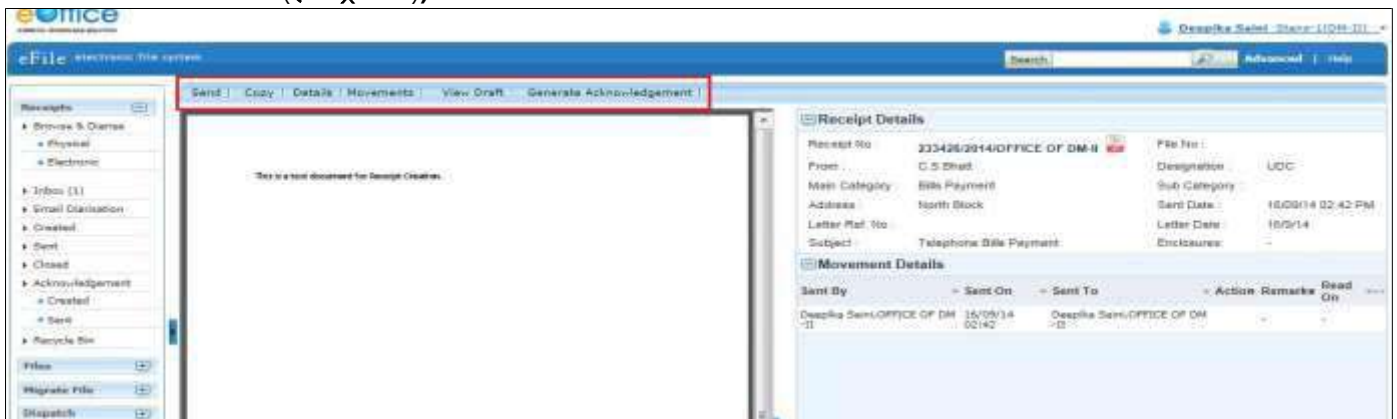 eOffice
Deepika Saini
eFile electronic file system
Search
Advanced | Help
Send | Copy | Details | Movements | View Draft Generate Acknowledgement |
Receipts
Browse & Diarise
Physical
Electronic
Inbox (1)
Email Diarisation
Created
Sent
Closed
Acknowledgement
Created
Sent
Recycle Bin
Files
Migrate File
Dispatch
This is a test document for Receipt Creation.
Receipt Details
Receipt No 233426/2014/OFFICE OF DM-II File No :
From : C.S Bhatt Designation : UDC
Main Category Bills Payment Sub Category
Address North Block Sent Date : 16/09/14 02:42 PM
Letter Ref. No Letter Date : 16/9/14
Subject : Telephone Bills Payment Enclosures -
Movement Details
Sent By Sent On Sent To Action Remarks Read On
Deepika Saini,OFFICE OF DM 16/09/14 Deepika Saini,OFFICE OF DM - -
-II 02:42 -II